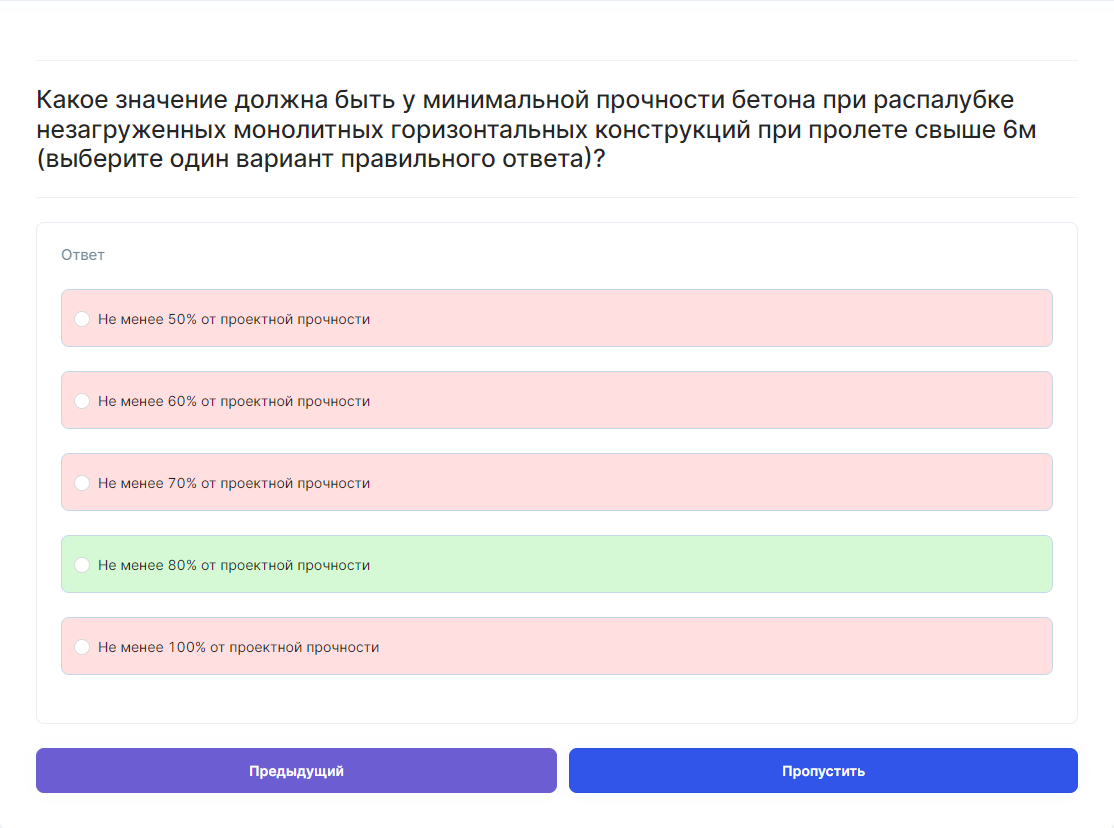 Какое значение должна быть у минимальной прочности бетона при распалубке
незагруженных монолитных горизонтальных конструкций при пролете свыше 6м
(выберите один вариант правильного ответа)?
Ответ
Не менее 50% от проектной прочности
Не менее 60% от проектной прочности
Не менее 70% от проектной прочности
Не менее 80% от проектной прочности
Не менее 100% от проектной прочности
Предыдущий
Пропустить